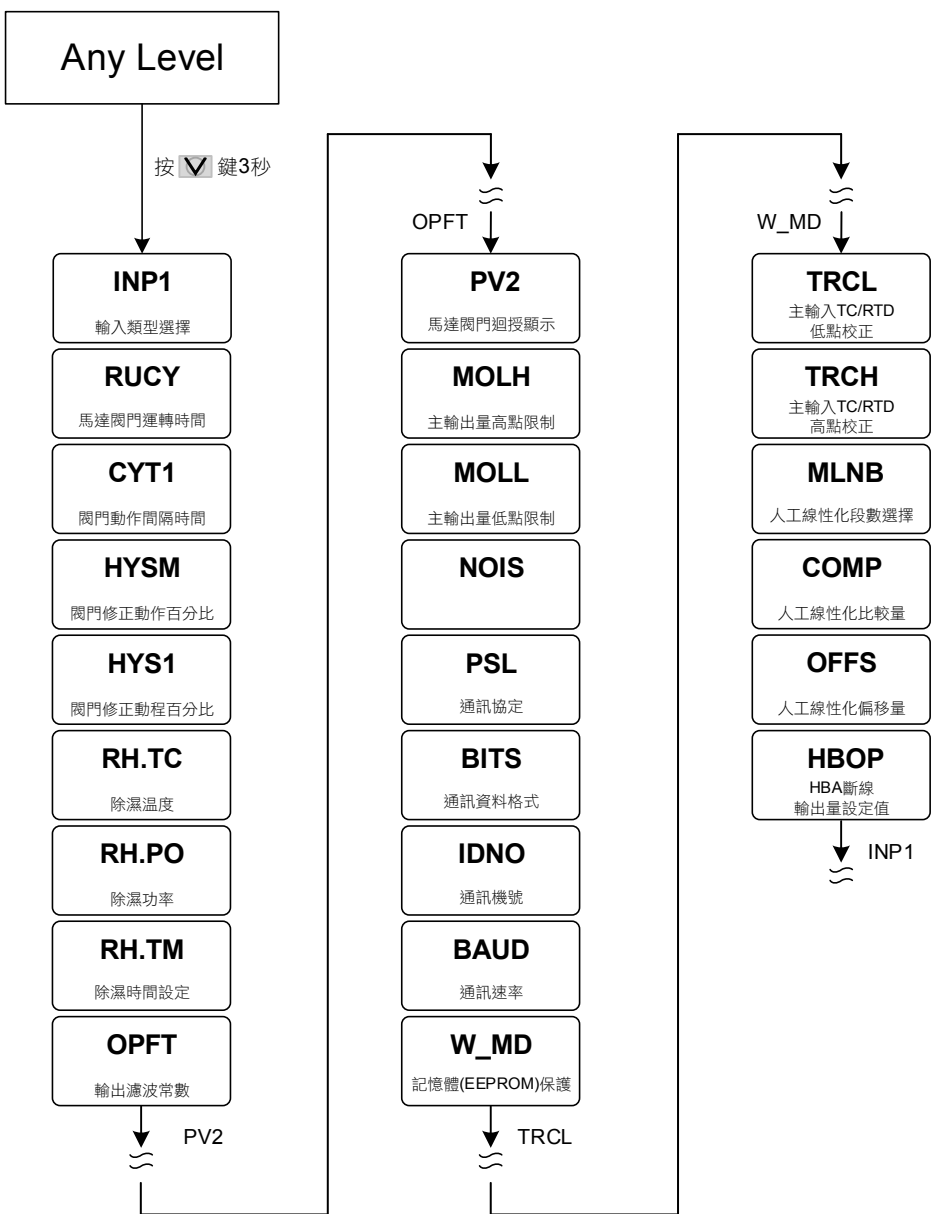 Any Level
按 鍵3秒
INP1
輸入類型選擇
RUCY
馬達閥門運轉時間
CYT1
閥門動作間隔時間
HYSM
閥門修正動作百分比
HYS1
閥門修正動程百分比
RH.TC
除濕温度
RH.PO
除濕功率
RH.TM
除濕時間設定
OPFT
輸出濾波常數
PV2
OPFT
PV2
馬達閥門迴授顯示
MOLH
主輸出量高點限制
MOLL
主輸出量低點限制
NOIS
PSL
通訊協定
BITS
通訊資料格式
IDNO
通訊機號
BAUD
通訊速率
W_MD
記憶體(EEPROM)保護
TRCL
W_MD
TRCL
主輸入TC/RTD
低點校正
TRCH
主輸入TC/RTD
高點校正
MLNB
人工線性化段數選擇
COMP
人工線性化比較量
OFFS
人工線性化偏移量
HBOP
HBA斷線
輸出量設定值
INP1